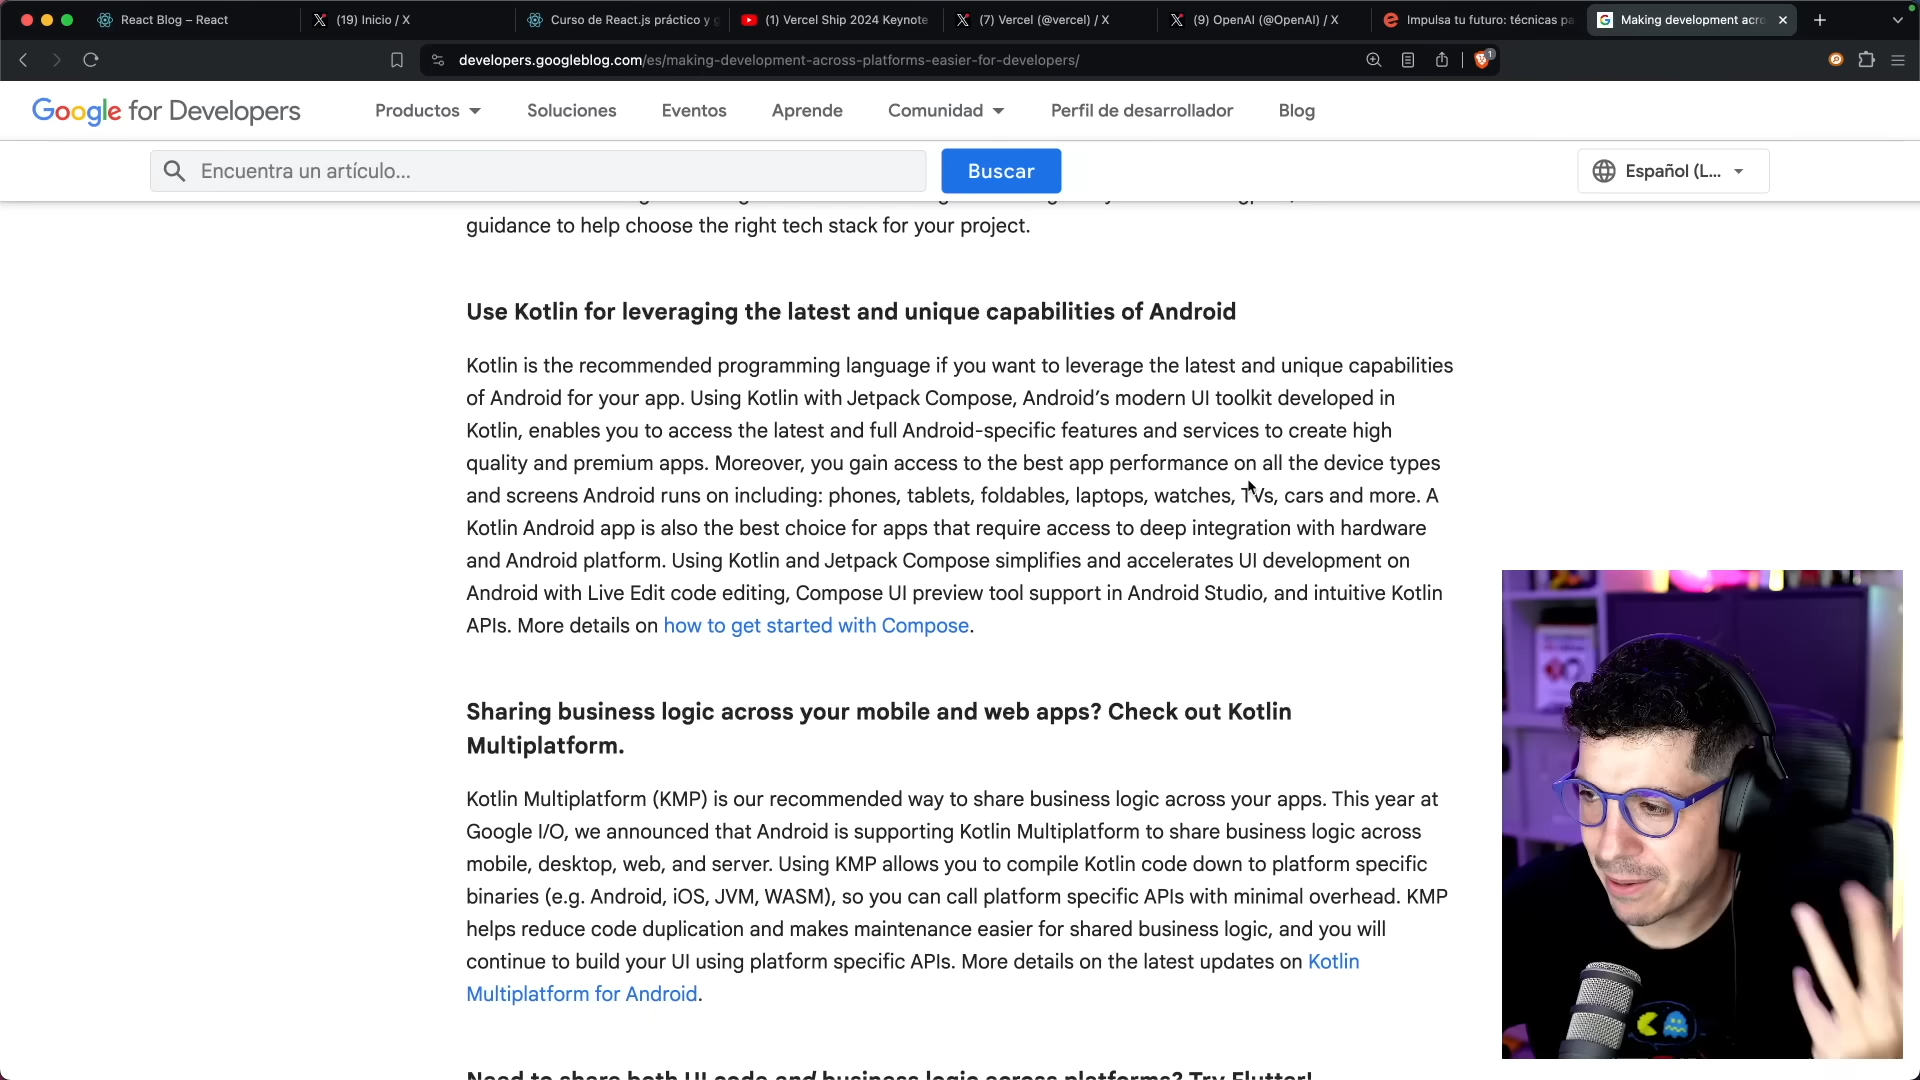 React Blog – React
(19) Inicio / X
Curso de React.js práctico y
(1) Vercel Ship 2024 Keynote
(7) Vercel (@vercel) / X
(9) OpenAI (@OpenAI) / X
Impulsa tu futuro: técnicas pa
Making development acro
developers.googleblog.com/es/making-development-across-platforms-easier-for-developers/
1
Google for Developers
Productos
Soluciones
Eventos
Aprende
Comunidad
Perfil de desarrollador
Blog
Encuentra un artículo...
Buscar
Español (L...
guidance to help choose the right tech stack for your project.
Use Kotlin for leveraging the latest and unique capabilities of Android
Kotlin is the recommended programming language if you want to leverage the latest and unique capabilities
of Android for your app. Using Kotlin with Jetpack Compose, Android’s modern UI toolkit developed in
Kotlin, enables you to access the latest and full Android-specific features and services to create high
quality and premium apps. Moreover, you gain access to the best app performance on all the device types
and screens Android runs on including: phones, tablets, foldables, laptops, watches, TVs, cars and more. A
Kotlin Android app is also the best choice for apps that require access to deep integration with hardware
and Android platform. Using Kotlin and Jetpack Compose simplifies and accelerates UI development on
Android with Live Edit code editing, Compose UI preview tool support in Android Studio, and intuitive Kotlin
APIs. More details on how to get started with Compose.
Sharing business logic across your mobile and web apps? Check out Kotlin
Multiplatform.
Kotlin Multiplatform (KMP) is our recommended way to share business logic across your apps. This year at
Google I/O, we announced that Android is supporting Kotlin Multiplatform to share business logic across
mobile, desktop, web, and server. Using KMP allows you to compile Kotlin code down to platform specific
binaries (e.g. Android, iOS, JVM, WASM), so you can call platform specific APIs with minimal overhead. KMP
helps reduce code duplication and makes maintenance easier for shared business logic, and you will
continue to build your UI using platform specific APIs. More details on the latest updates on Kotlin
Multiplatform for Android.
Need to share both UI code and business logic across platforms? Try Flutter!